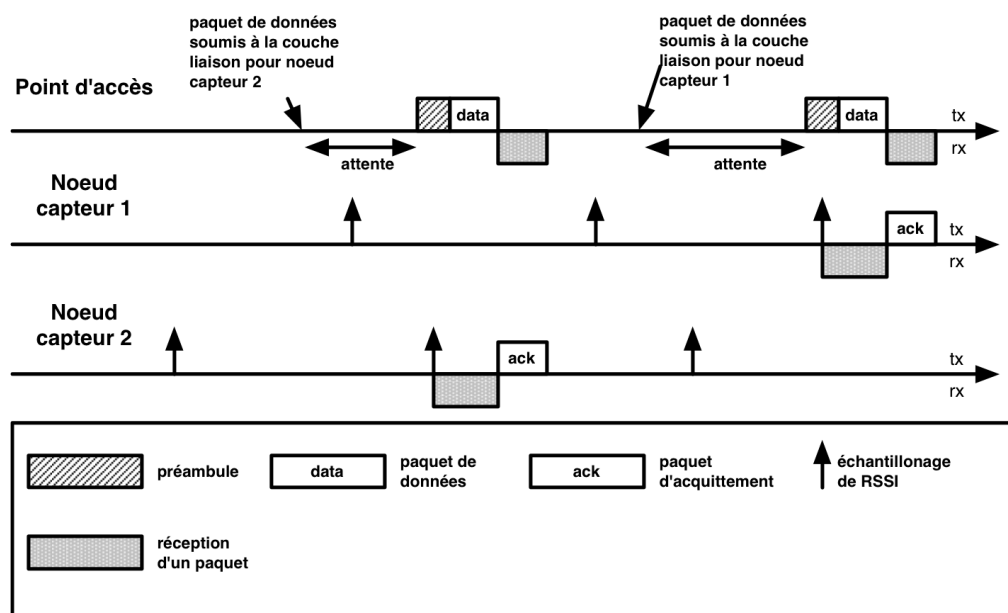 paquet de données
soumis à la couche
liaison pour noeud
capteur 2
paquet de données
soumis à la couche
liaison pour noeud
capteur 1
Point d'accès
data
data
tx
rx
attente
attente
Noeud
capteur 1
ack
tx
rx
Noeud
capteur 2
ack
tx
rx
préambule
data
paquet de
données
ack
paquet
d'acquittement
échantillonage
de RSSI
réception
d'un paquet